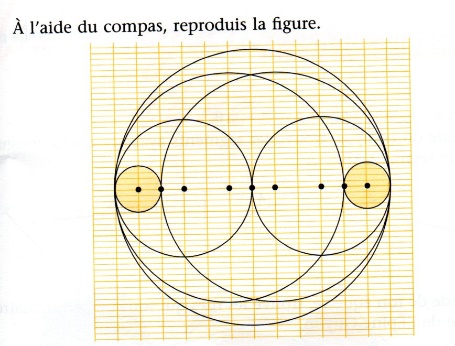 À l'aide du compas, reproduis la figure.